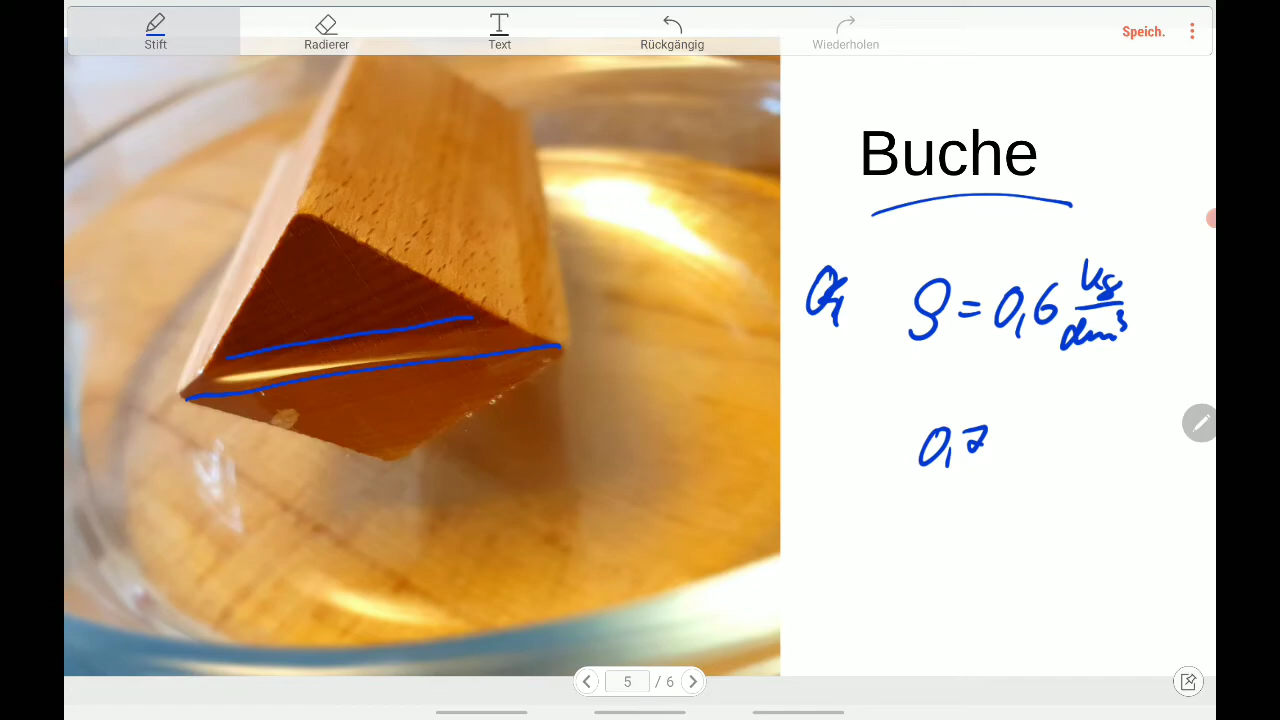 Stift Radierer Text Rückgängig Wiederholen Speich.
Buche
ρ = 0,6 kg/dm³
0,7
5 / 6